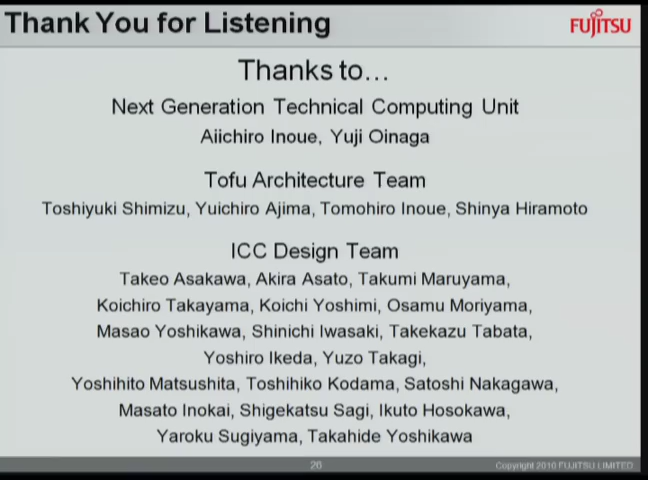 Thank You for Listening
FUJITSU
Thanks to...
Next Generation Technical Computing Unit
Aiichiro Inoue, Yuji Oinaga
Tofu Architecture Team
Toshiyuki Shimizu, Yuichiro Ajima, Tomohiro Inoue, Shinya Hiramoto
ICC Design Team
Takeo Asakawa, Akira Asato, Takumi Maruyama,
Koichiro Takayama, Koichi Yoshimi, Osamu Moriyama,
Masao Yoshikawa, Shinichi Iwasaki, Takekazu Tabata,
Yoshiro Ikeda, Yuzo Takagi,
Yoshihito Matsushita, Toshihiko Kodama, Satoshi Nakagawa,
Masato Inokai, Shigekatsu Sagi, Ikuto Hosokawa,
Yaroku Sugiyama, Takahide Yoshikawa
26
Copyright 2010 FUJITSU LIMITED